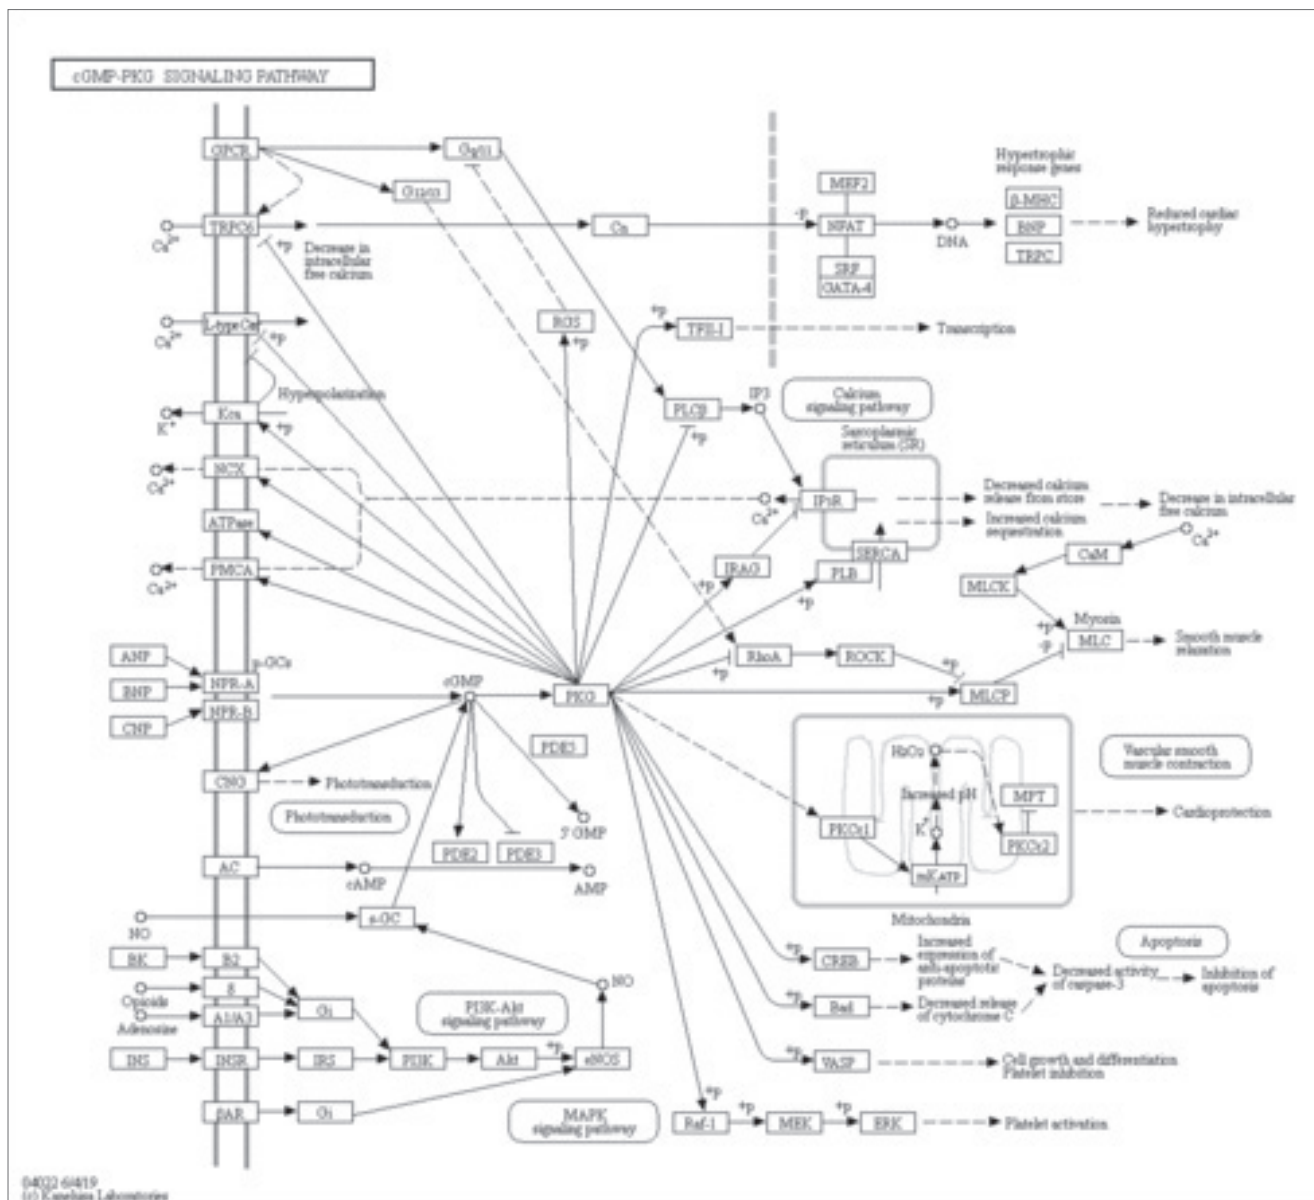 cGMP-PKG SIGNALING PATHWAY
GPCR
Gq/11
G12/13
Hypertrophic
response genes
MEF2
β-MHC
TRPC6
Cn
-p
NFAT
DNA
BNP
Reduced cardiac
hypertrophy
Ca2+
+p
Decrease in
intracellular
free calcium
SRF
GATA-4
TRPC
L-type Ca
Ca2+
+p
RGS
+p
+p
TFII-I
Transcription
Hyperpolarization
Kca
K+
+p
PLCβ
+p
IP3
Calcium
signaling pathway
Sarcoplasmic
reticulum (SR)
NCX
Ca2+
Ca2+
IP3R
Decreased calcium
release from store
Decrease in intracellular
free calcium
ATPase
Increased calcium
sequestration
Ca2+
SERCA
CaM
PMCA
Ca2+
IRAG
+p
PLB
+p
MLCK
Myosin
+p
-p
MLC
Smooth muscle
relaxation
ANP
p-GCs
RhoA
+p
ROCK
+p
NPR-A
BNP
cGMP
PKG
+p
MLCP
NPR-B
CNP
PDE5
H2O2
Vascular smooth
muscle contraction
CNG
Phototransduction
Increased pH
MPT
Cardioprotection
Phototransduction
5' GMP
PKCε1
K+
PKCε2
PDE2
PDE3
AC
cAMP
AMP
mKATP
s-GC
Mitochondria
NO
BK
B2
+p
CREB
Increased
expression of
anti-apoptotic
proteins
Apoptosis
Decreased activity
of caspase-3
Inhibition of
apoptosis
NO
Opioids
Gi
PI3K-Akt
signaling pathway
+p
Bad
Decreased release
of cytochrome C
Adenosine
A1/A3
INS
INSR
IRS
PI3K
Akt
+p
eNOS
+p
VASP
Cell growth and differentiation
Platelet inhibition
βAR
Gi
MAPK
signaling pathway
+p
Raf-1
+p
MEK
+p
ERK
Platelet activation
04022 6/4/19
(c) Kanehisa Laboratories